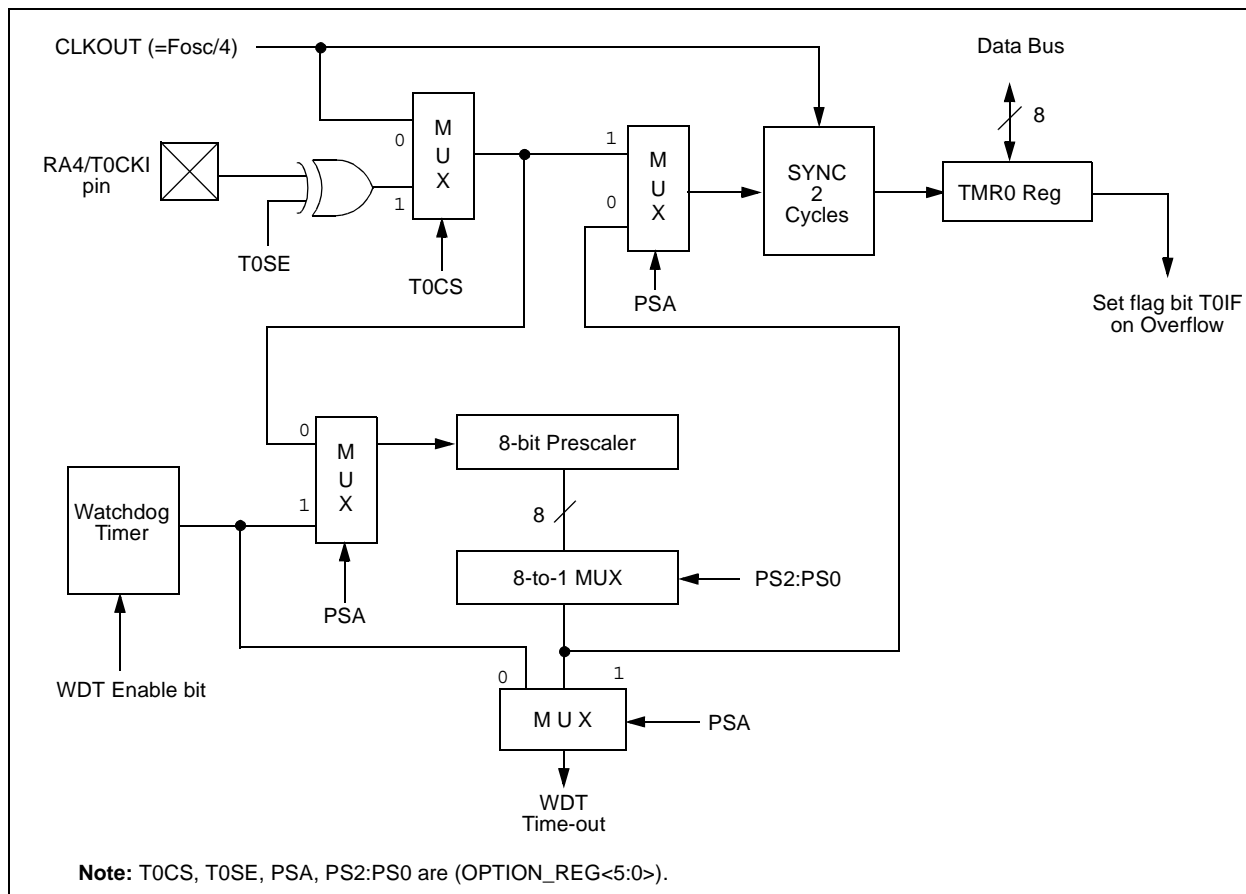 CLKOUT (=Fosc/4)
Data Bus
8
M
U
X
0
1
RA4/T0CKI
pin
T0SE
T0CS
1
0
M
U
X
PSA
SYNC
2
Cycles
TMR0 Reg
Set flag bit T0IF
on Overflow
0
1
M
U
X
PSA
8-bit Prescaler
8
Watchdog
Timer
WDT Enable bit
8-to-1 MUX
PS2:PS0
0
1
M U X
PSA
WDT
Time-out
Note: T0CS, T0SE, PSA, PS2:PS0 are (OPTION_REG<5:0>).